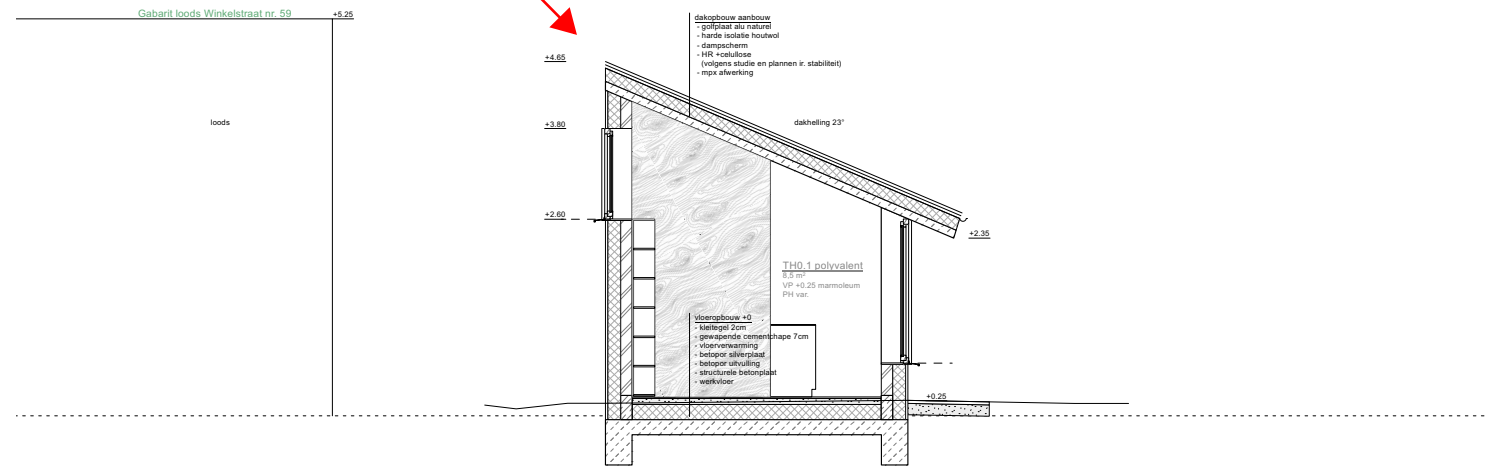 Gabarit loods Winkelstraat nr. 59
+5.25
dakopbouw aanbouw
- golfplaat alu naturel
- harde isolatie houtwol
- dampscherm
- HR +celullose
(volgens studie en plannen ir. stabiliteit)
- mpx afwerking
+4.65
loods
+3.80
dakhelling 23°
+2.60
+2.35
TH0.1 polyvalent
8,5 m²
VP +0.25 marmoleum
PH var.
vloeropbouw +0
- kleitegel 2cm
- gewapende cementchape 7cm
- vloerverwarming
- betopor silverplaat
- betopor uitvulling
- structurele betonplaat
- werkvloer
+0.25